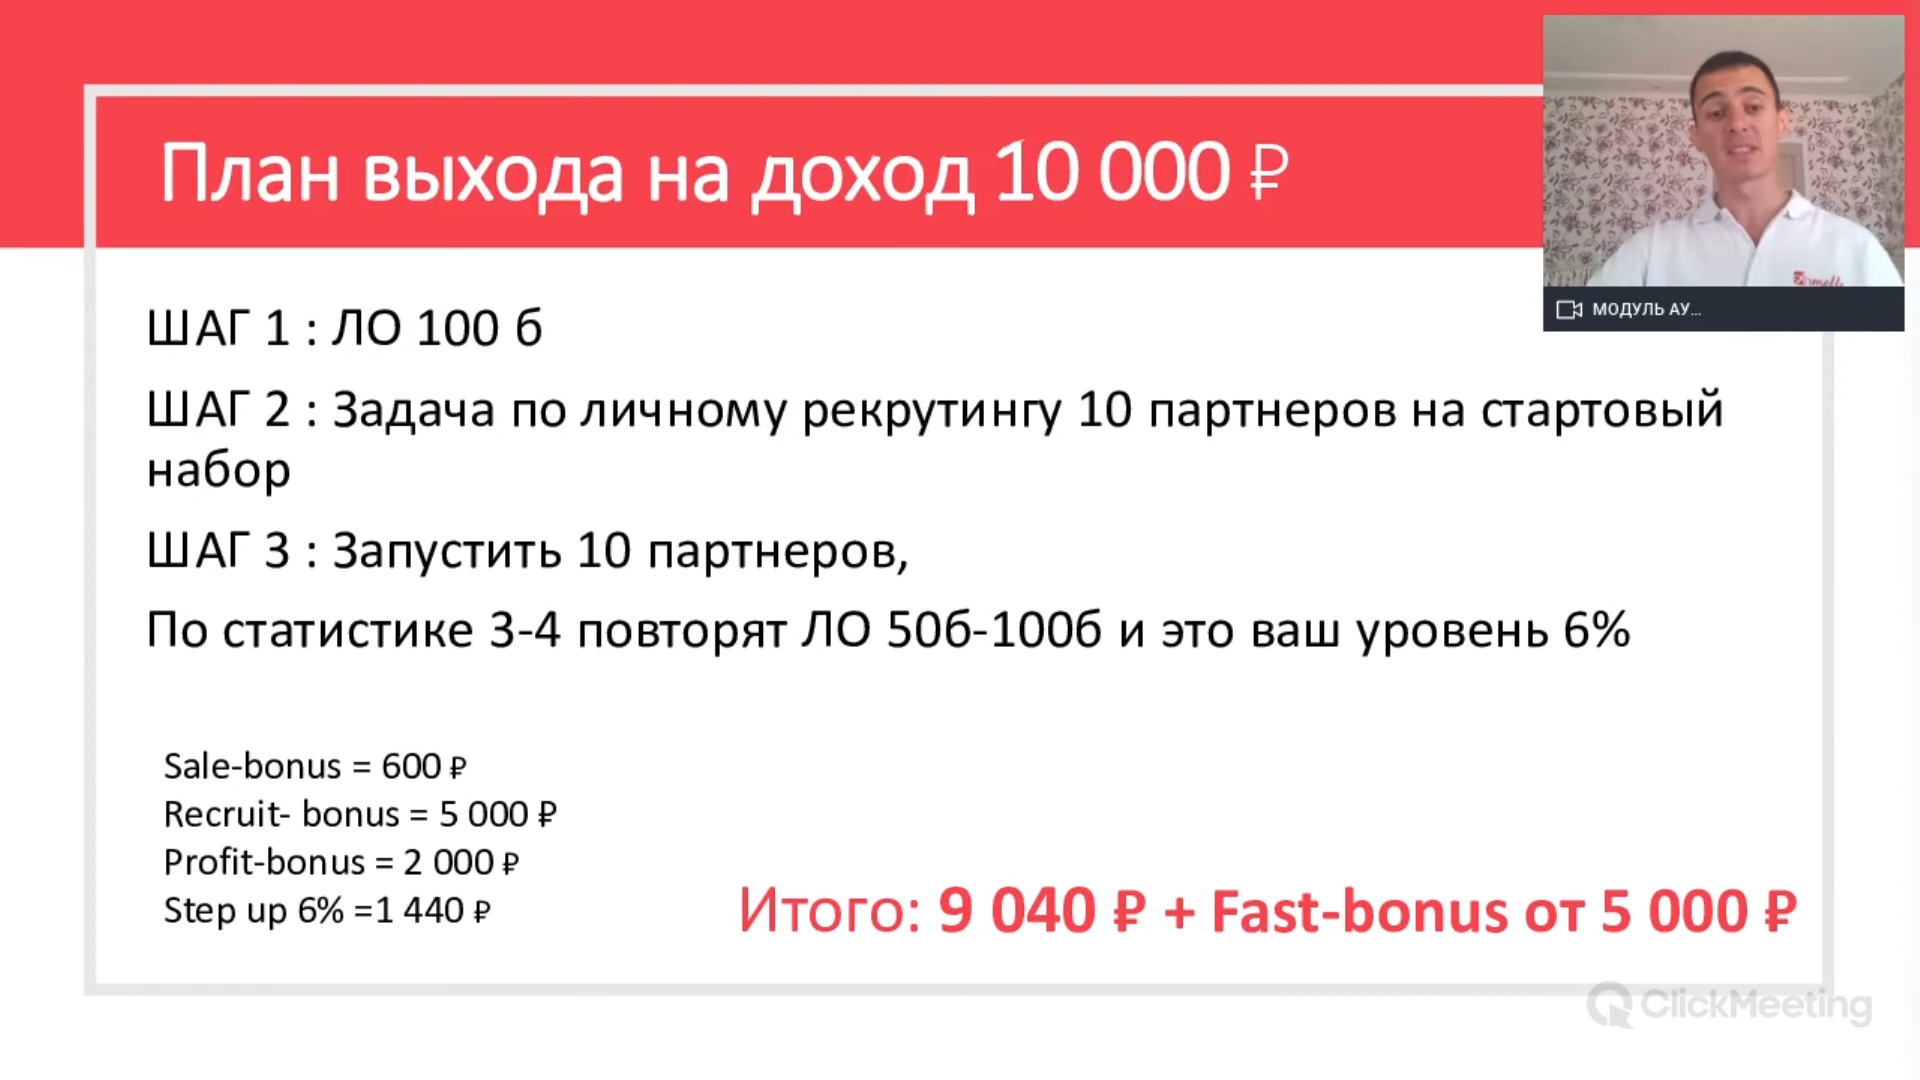 План выхода на доход 10 000 ₽
МОДУЛЬ АУ...
ШАГ 1 : ЛО 100 б
ШАГ 2 : Задача по личному рекрутингу 10 партнеров на стартовый
набор
ШАГ 3 : Запустить 10 партнеров,
По статистике 3-4 повторят ЛО 50б-100б и это ваш уровень 6%
Sale-bonus = 600 ₽
Recruit- bonus = 5 000 ₽
Profit-bonus = 2 000 ₽
Step up 6% =1 440 ₽
Итого: 9 040 ₽ + Fast-bonus от 5 000 ₽
ClickMeeting